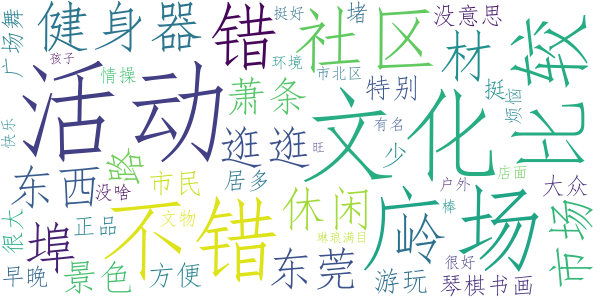 广场舞
健身器
错
挺好
堵
社区
没意思
较
孩子
情操
环境
市北区
材
活动
萧条
特别
挺
烦恼
快乐
文化
比
逛逛
有名
少
旺
东西
路
没啥
市民
居多
户外
店面
大众
很大
埠
正品
不错
文物
休闲
琳琅满目
广场
岭
棒
市场
早晚
景色
方便
东莞
游玩
很好
琴棋书画